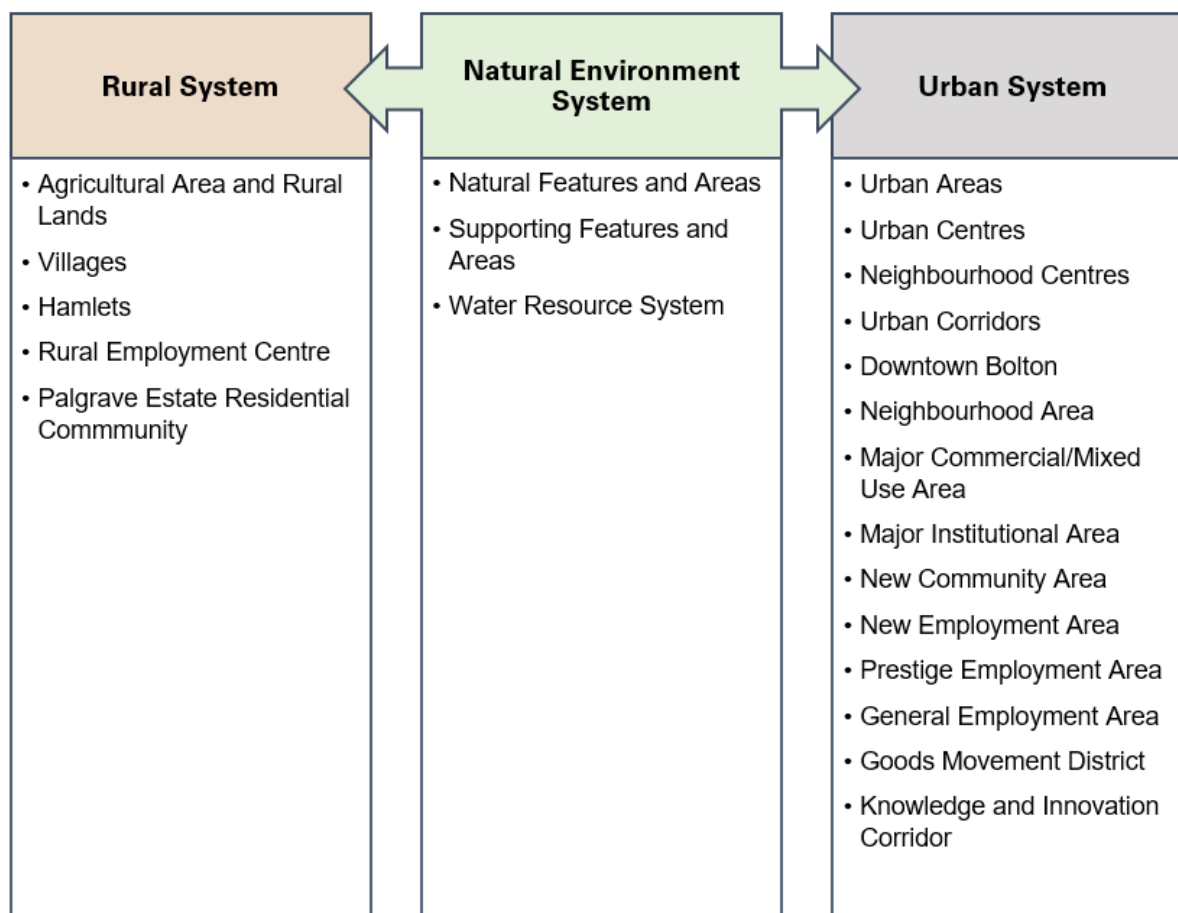 Rural System
• Agricultural Area and Rural
Lands
• Villages
• Hamlets
• Rural Employment Centre
• Palgrave Estate Residential
Commmunity
Natural Environment
System
• Natural Features and Areas
• Supporting Features and
Areas
• Water Resource System
Urban System
• Urban Areas
• Urban Centres
• Neighbourhood Centres
• Urban Corridors
• Downtown Bolton
• Neighbourhood Area
• Major Commercial/Mixed
Use Area
• Major Institutional Area
• New Community Area
• New Employment Area
• Prestige Employment Area
• General Employment Area
• Goods Movement District
• Knowledge and Innovation
Corridor